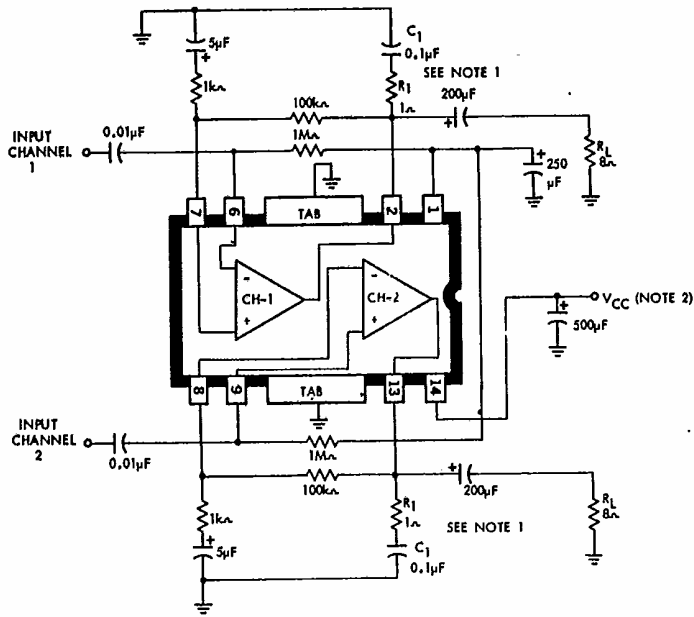 5µF
+
1kΩ
C1
0.1µF
R1
1Ω
SEE NOTE 1
200µF
+
100kΩ
1MΩ
0.01µF
INPUT
CHANNEL
1
RL
8Ω
+
250
µF
7
6
TAB
2
1
-
CH-1
+
-
CH-2
+
VCC (NOTE 2)
+
500µF
8
9
TAB
13
14
INPUT
CHANNEL
2
0.01µF
1MΩ
100kΩ
+
200µF
RL
8Ω
1kΩ
+
5µF
R1
1Ω
C1
0.1µF
SEE NOTE 1